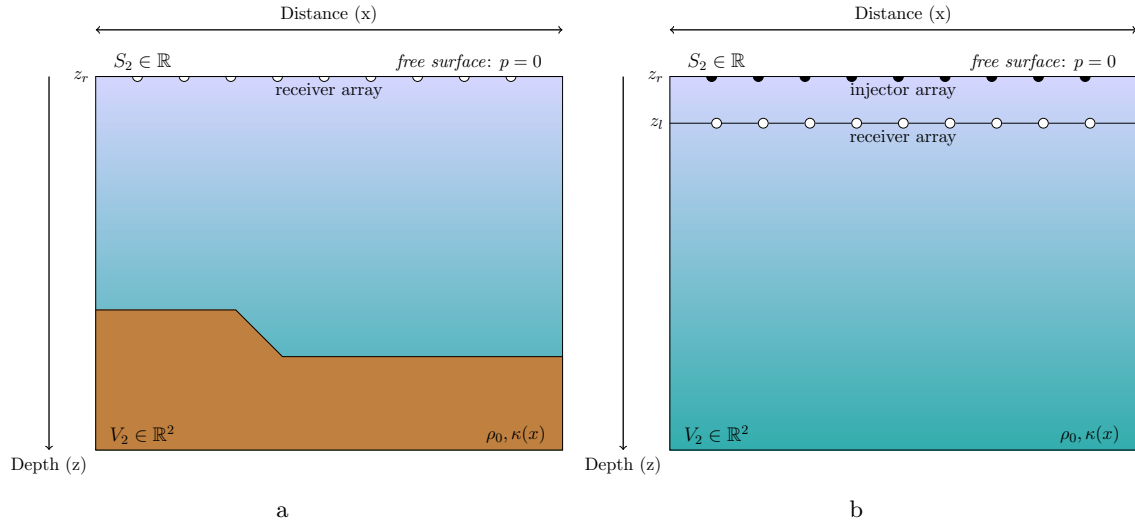 Distance (x)
S₂ ∈ ℝ
free surface: p = 0
z_r
receiver array
V₂ ∈ ℝ²
ρ₀, κ(x)
Depth (z)
a
Distance (x)
S₂ ∈ ℝ
free surface: p = 0
z_r
injector array
z_l
receiver array
V₂ ∈ ℝ²
ρ₀, κ(x)
Depth (z)
b